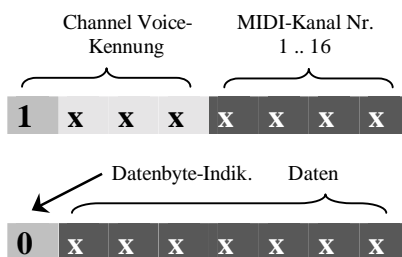 Channel Voice- MIDI-Kanal Nr.
Kennung 1 .. 16
1 x x x x x x x
Datenbyte-Indik. Daten
0 x x x x x x x